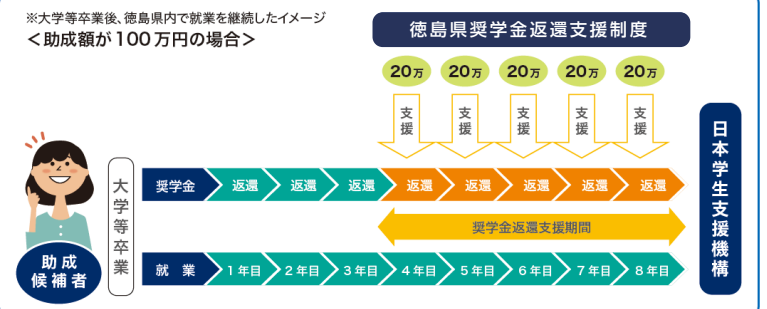 ※大学等卒業後、徳島県内で就業を継続したイメージ
＜助成額が100万円の場合＞
徳島県奨学金返還支援制度
20万 20万 20万 20万 20万
支援 支援 支援 支援 支援
奨学金 返還 返還 返還 返還 返還 返還 返還 返還
奨学金返還支援期間
就業 1年目 2年目 3年目 4年目 5年目 6年目 7年目 8年目
大学等卒業
助成
候補者
日本学生支援機構